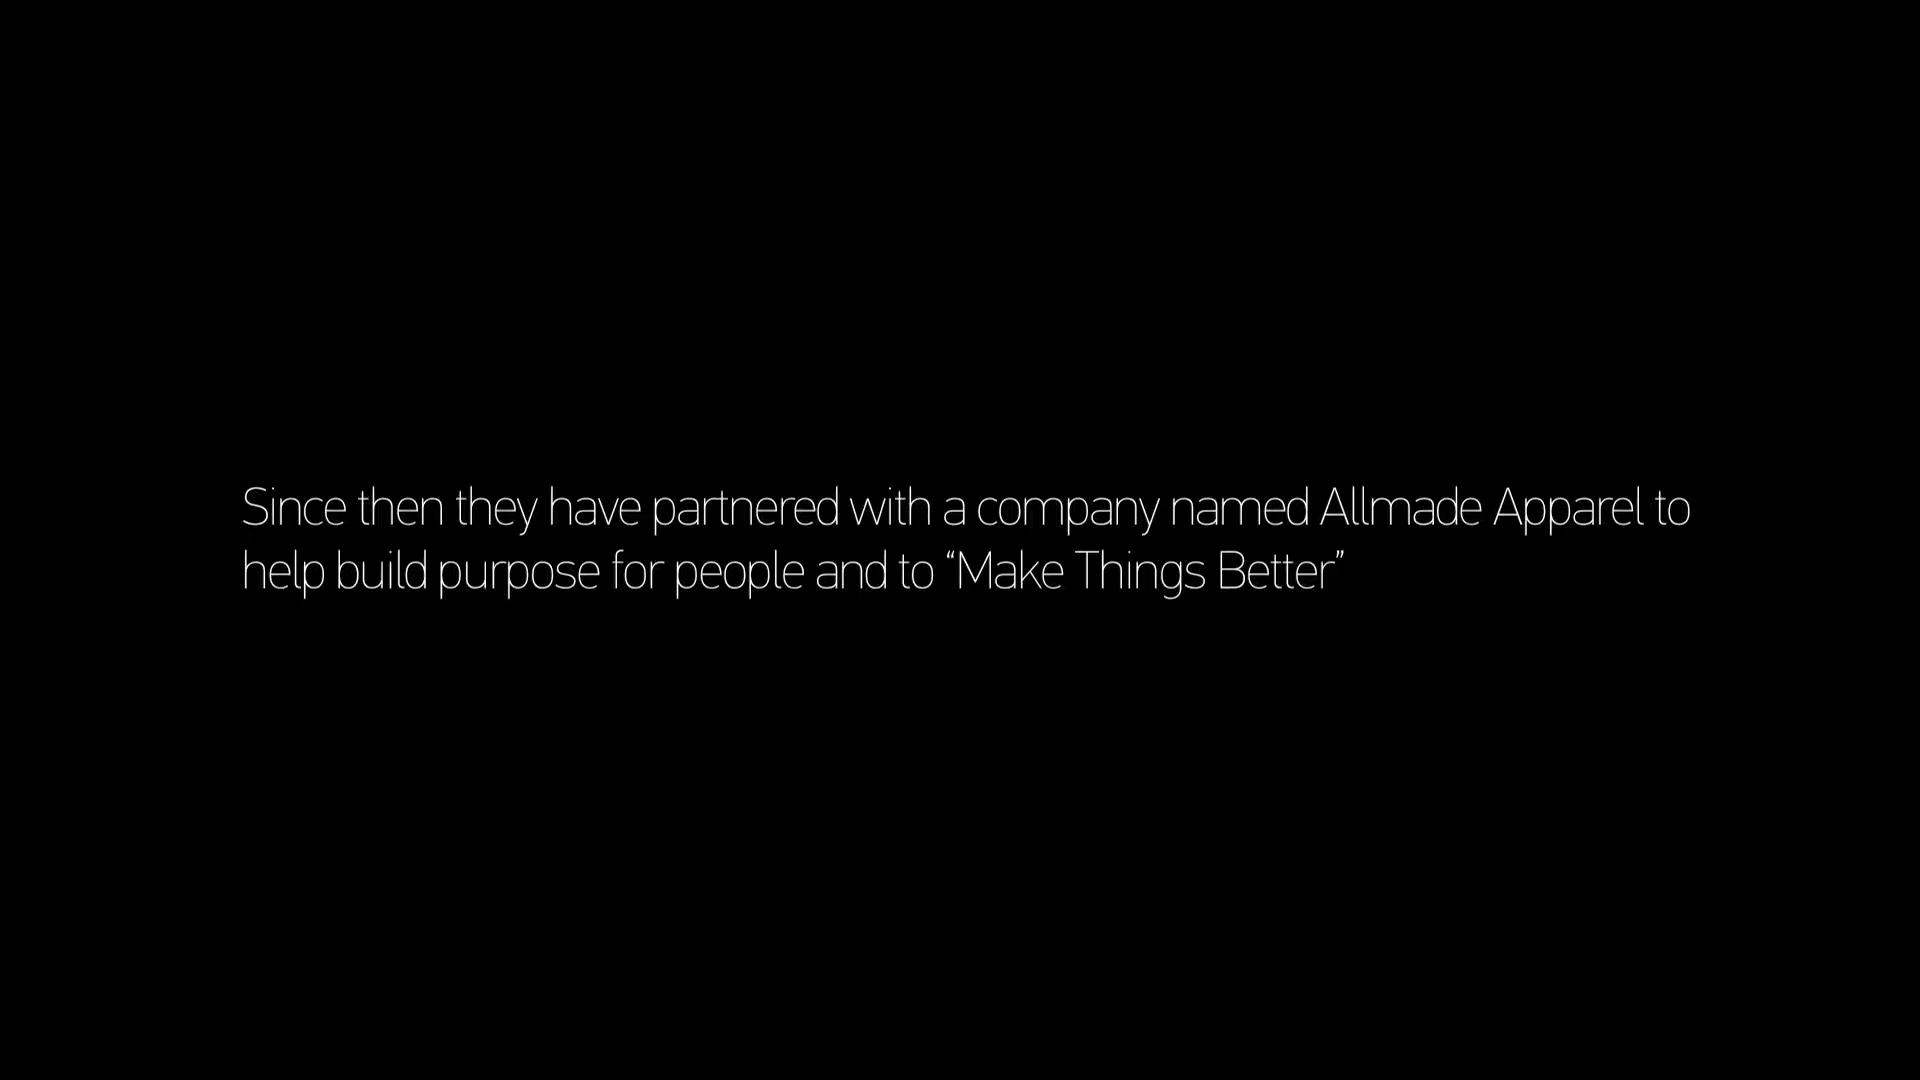 Since then they have partnered with a company named Allmade Apparel to
help build purpose for people and to “Make Things Better”